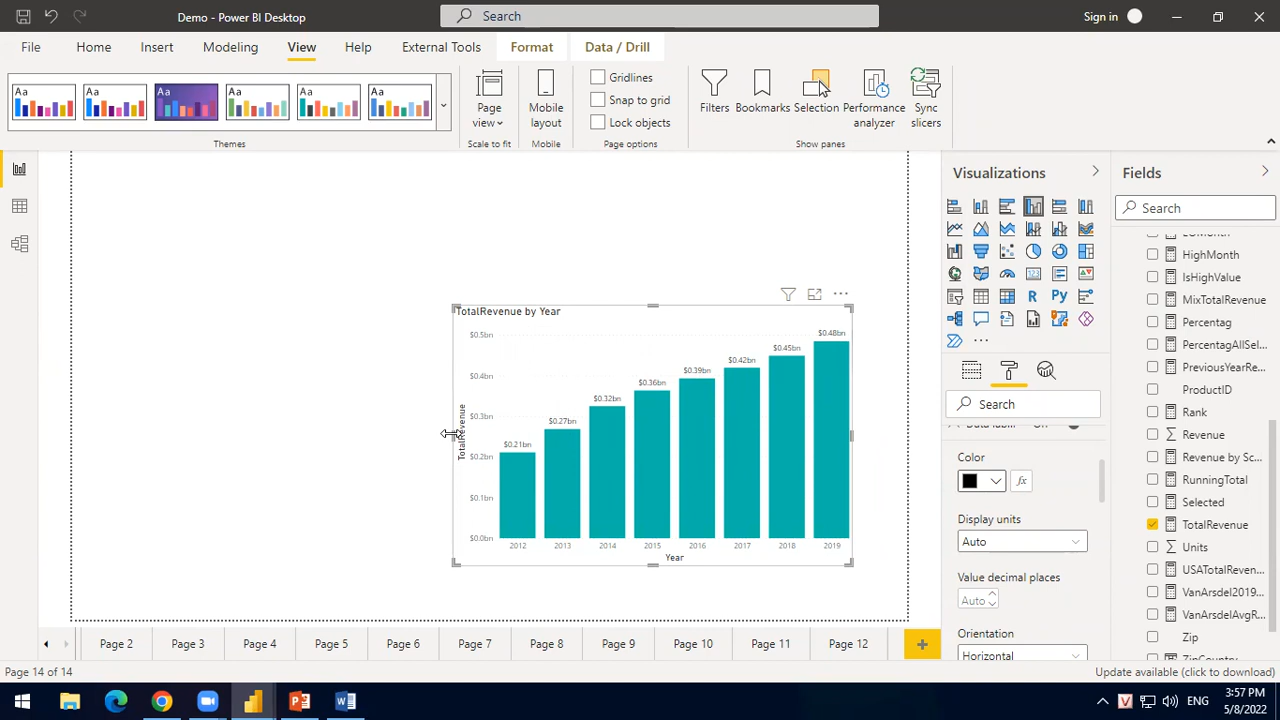 Demo - Power BI Desktop
Search
Sign in
File
Home
Insert
Modeling
View
Help
External Tools
Format
Data / Drill
Aa
Aa
Aa
Aa
Aa
Aa
Themes
Page view
Scale to fit
Mobile layout
Mobile
Gridlines
Snap to grid
Lock objects
Page options
Filters
Bookmarks
Selection
Performance analyzer
Sync slicers
Show panes
Visualizations
R
Py
Search
On
Color
fx
Display units
Auto
Value decimal places
Auto
Orientation
Horizontal
Fields
Search
HighMonth
IsHighValue
MixTotalRevenue
Percentag
PercentagAllSel...
PreviousYearRe...
ProductID
Rank
Revenue
Revenue by Sc...
RunningTotal
Selected
TotalRevenue
Units
USATotalReven...
VanArsdel2019...
VanArsdelAvgR...
Zip
ZipCountry
TotalRevenue by Year
$0.5bn
$0.4bn
$0.3bn
$0.2bn
$0.1bn
$0.0bn
TotalRevenue
$0.21bn
$0.27bn
$0.32bn
$0.36bn
$0.39bn
$0.42bn
$0.45bn
$0.48bn
2012
2013
2014
2015
2016
2017
2018
2019
Year
Page 2
Page 3
Page 4
Page 5
Page 6
Page 7
Page 8
Page 9
Page 10
Page 11
Page 12
Page 14 of 14
Update available (click to download)
ENG
3:57 PM
5/8/2022